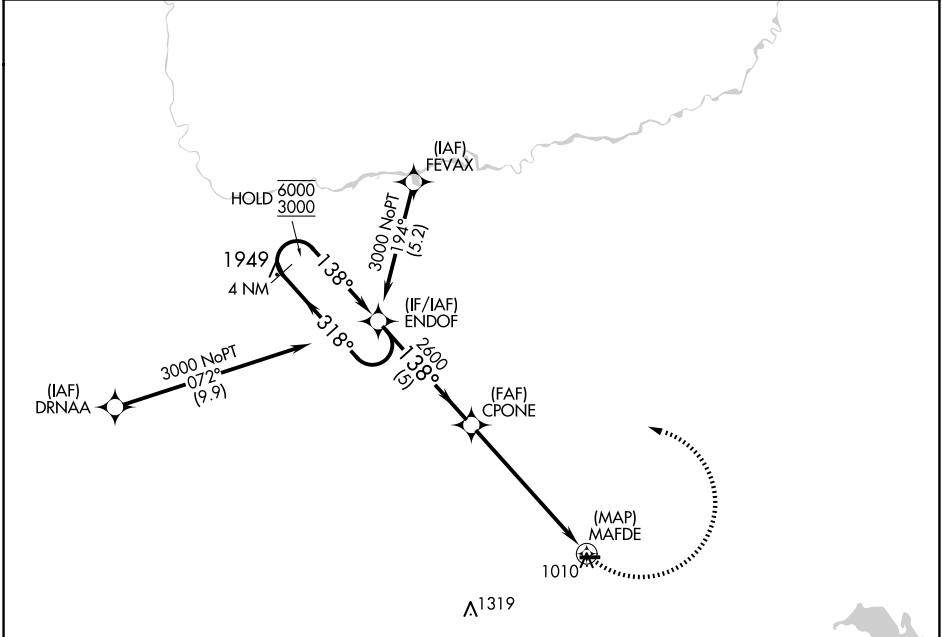 (IAF)
FEVAX
HOLD 6000
3000
3000 NoPT
194°
(5.2)
1949
4 NM
138°
318°
(IF/IAF)
ENDOF
2600
138°
(5)
3000 NoPT
072°
(9.9)
(IAF)
DRNAA
(FAF)
CPONE
(MAP)
MAFDE
1010
1319